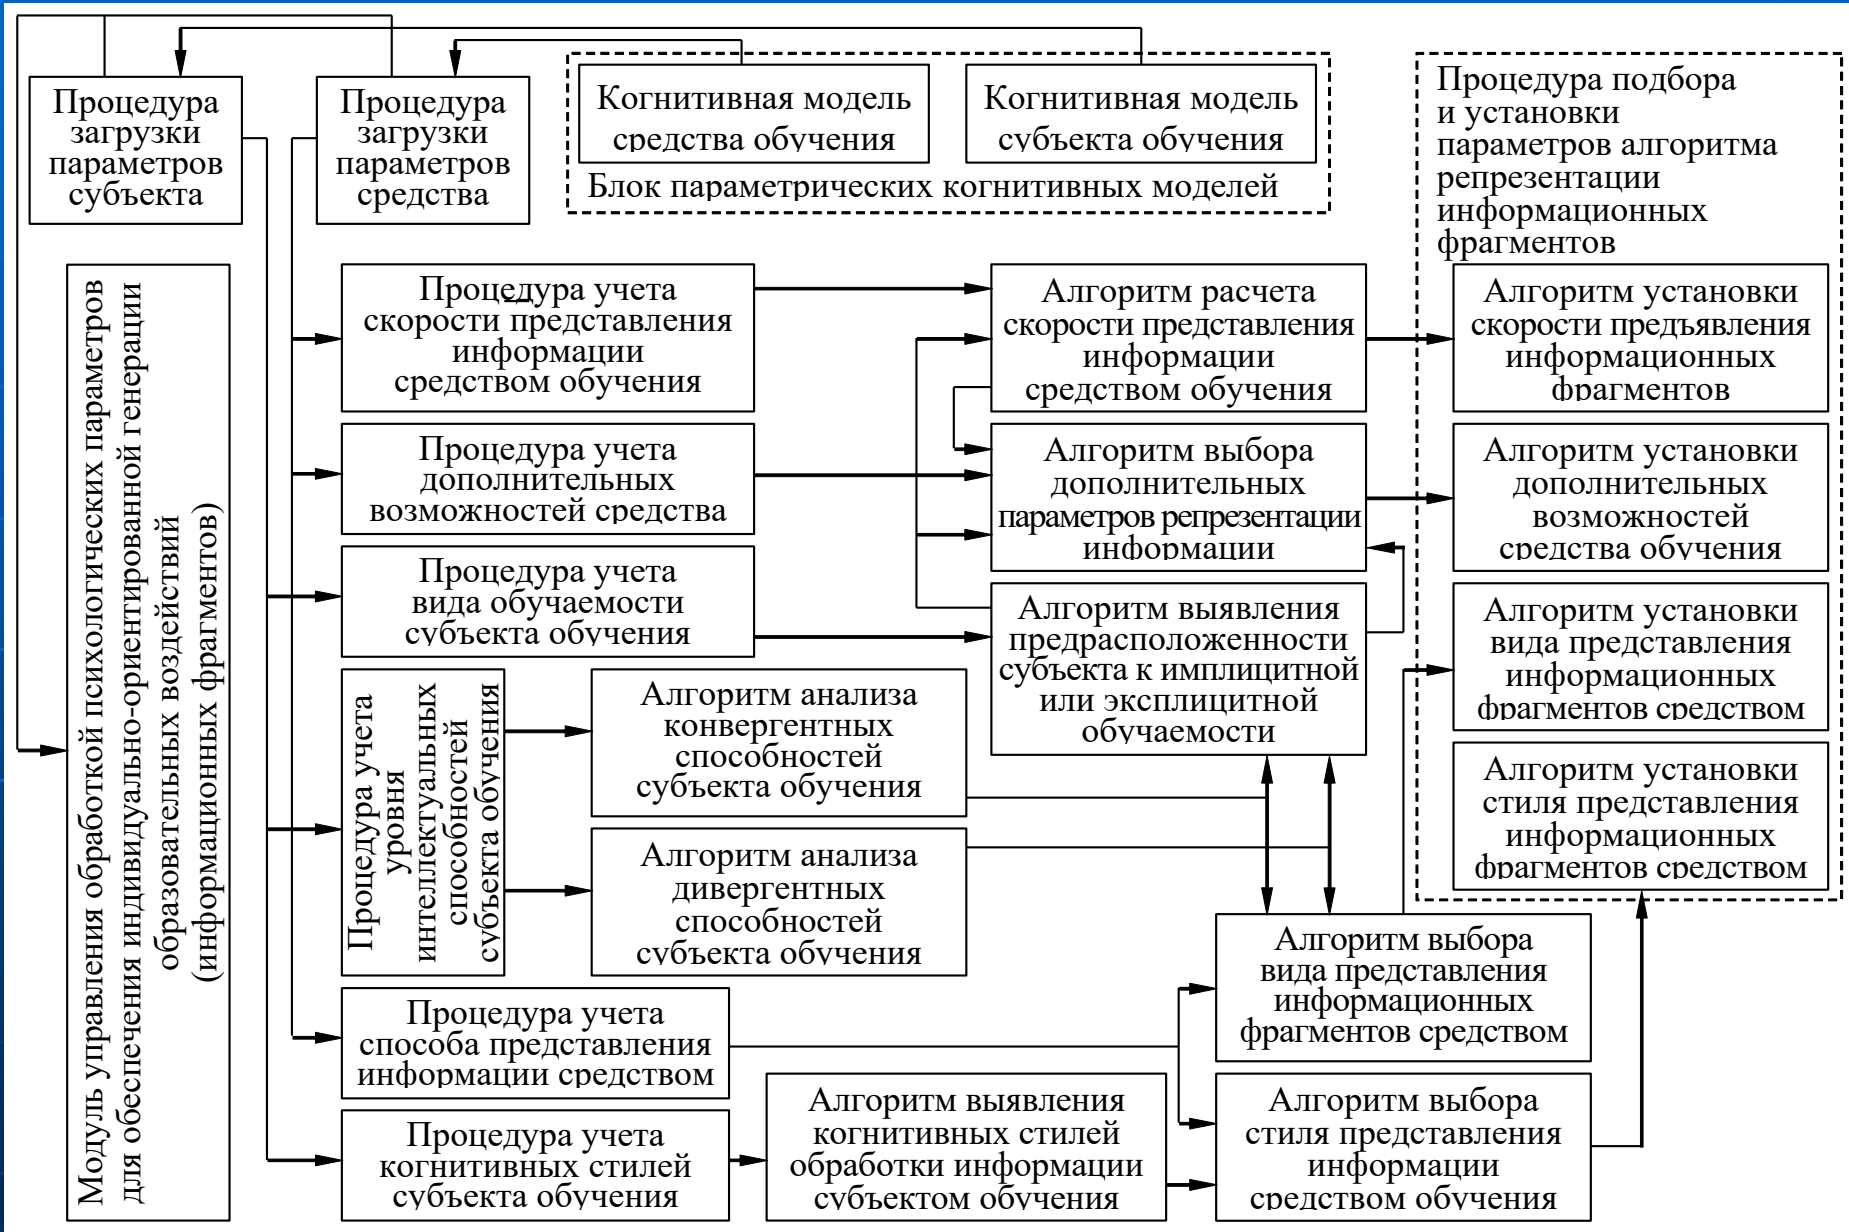 Процедура
загрузки
параметров
субъекта
Процедура
загрузки
параметров
средства
Когнитивная модель
средства обучения
Когнитивная модель
субъекта обучения
Блок параметрических когнитивных моделей
Процедура подбора
и установки
параметров алгоритма
репрезентации
информационных
фрагментов
Модуль управления обработкой психологических параметров
для обеспечения индивидуально-ориентированной генерации
образовательных воздействий
(информационных фрагментов)
Процедура учета
скорости представления
информации
средством обучения
Алгоритм расчета
скорости представления
информации
средством обучения
Алгоритм установки
скорости предъявления
информационных
фрагментов
Процедура учета
дополнительных
возможностей средства
Алгоритм выбора
дополнительных
параметров репрезентации
информации
Алгоритм установки
дополнительных
возможностей
средства обучения
Процедура учета
вида обучаемости
субъекта обучения
Алгоритм выявления
предрасположенности
субъекта к имплицитной
или эксплицитной
обучаемости
Алгоритм установки
вида представления
информационных
фрагментов средством
Процедура учета
уровня
интеллектуальных
способностей
субъекта обучения
Алгоритм анализа
конвергентных
способностей
субъекта обучения
Алгоритм установки
стиля представления
информационных
фрагментов средством
Алгоритм анализа
дивергентных
способностей
субъекта обучения
Алгоритм выбора
вида представления
информационных
фрагментов средством
Процедура учета
способа представления
информации средством
Процедура учета
когнитивных стилей
субъекта обучения
Алгоритм выявления
когнитивных стилей
обработки информации
субъектом обучения
Алгоритм выбора
стиля представления
информации
средством обучения